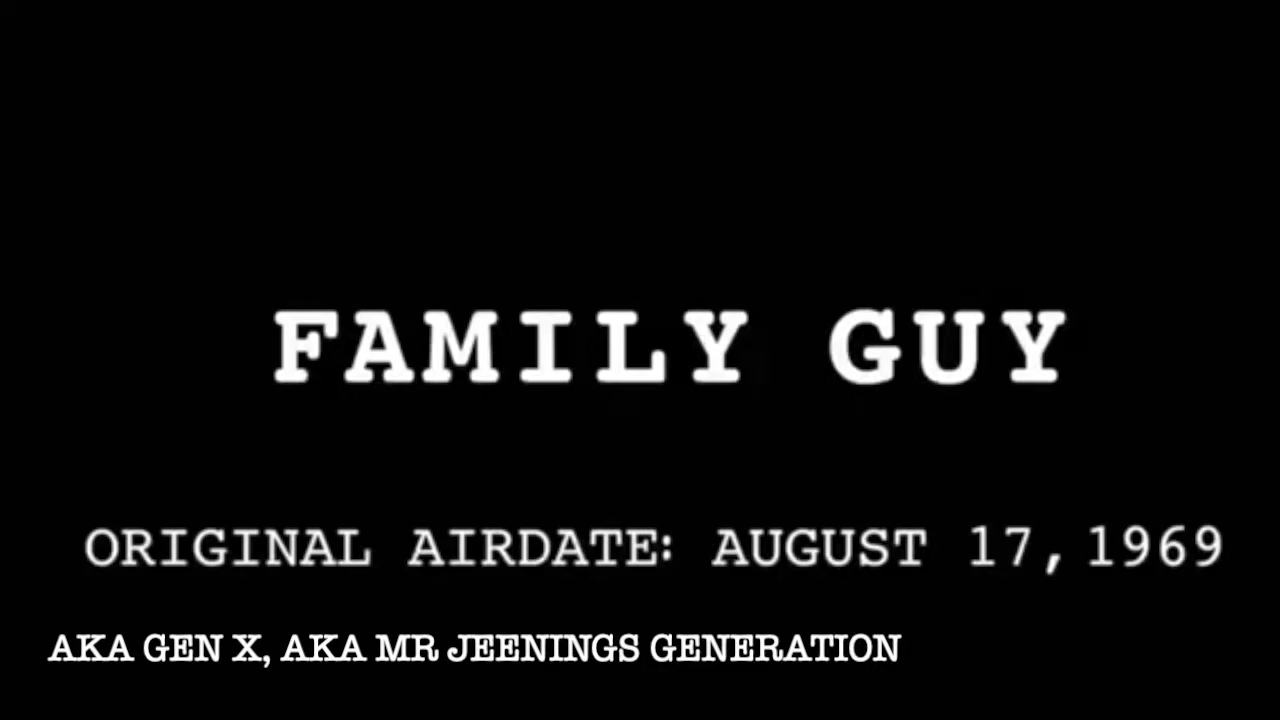 FAMILY GUY
ORIGINAL AIRDATE: AUGUST 17, 1969
AKA GEN X, AKA MR JEENINGS GENERATION